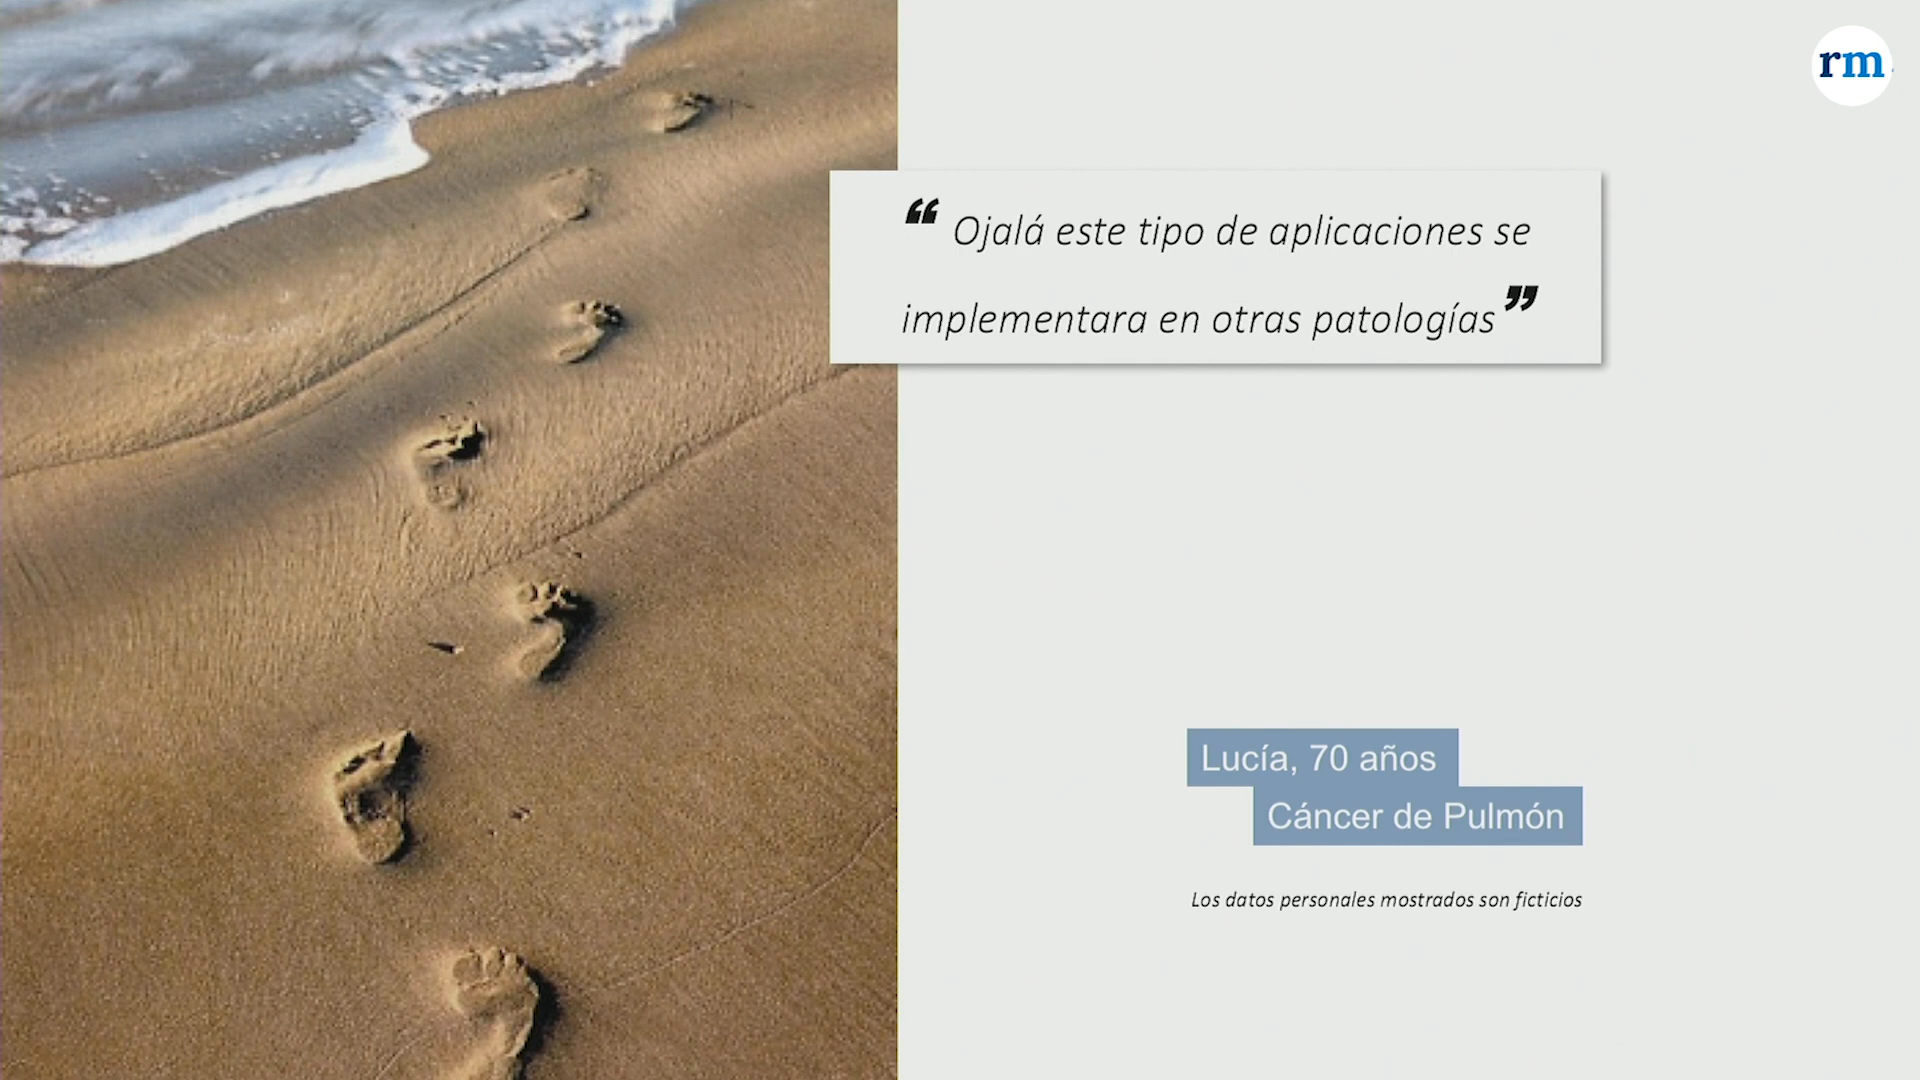 rm
“ Ojalá este tipo de aplicaciones se
implementara en otras patologías”
Lucía, 70 años
Cáncer de Pulmón
Los datos personales mostrados son ficticios